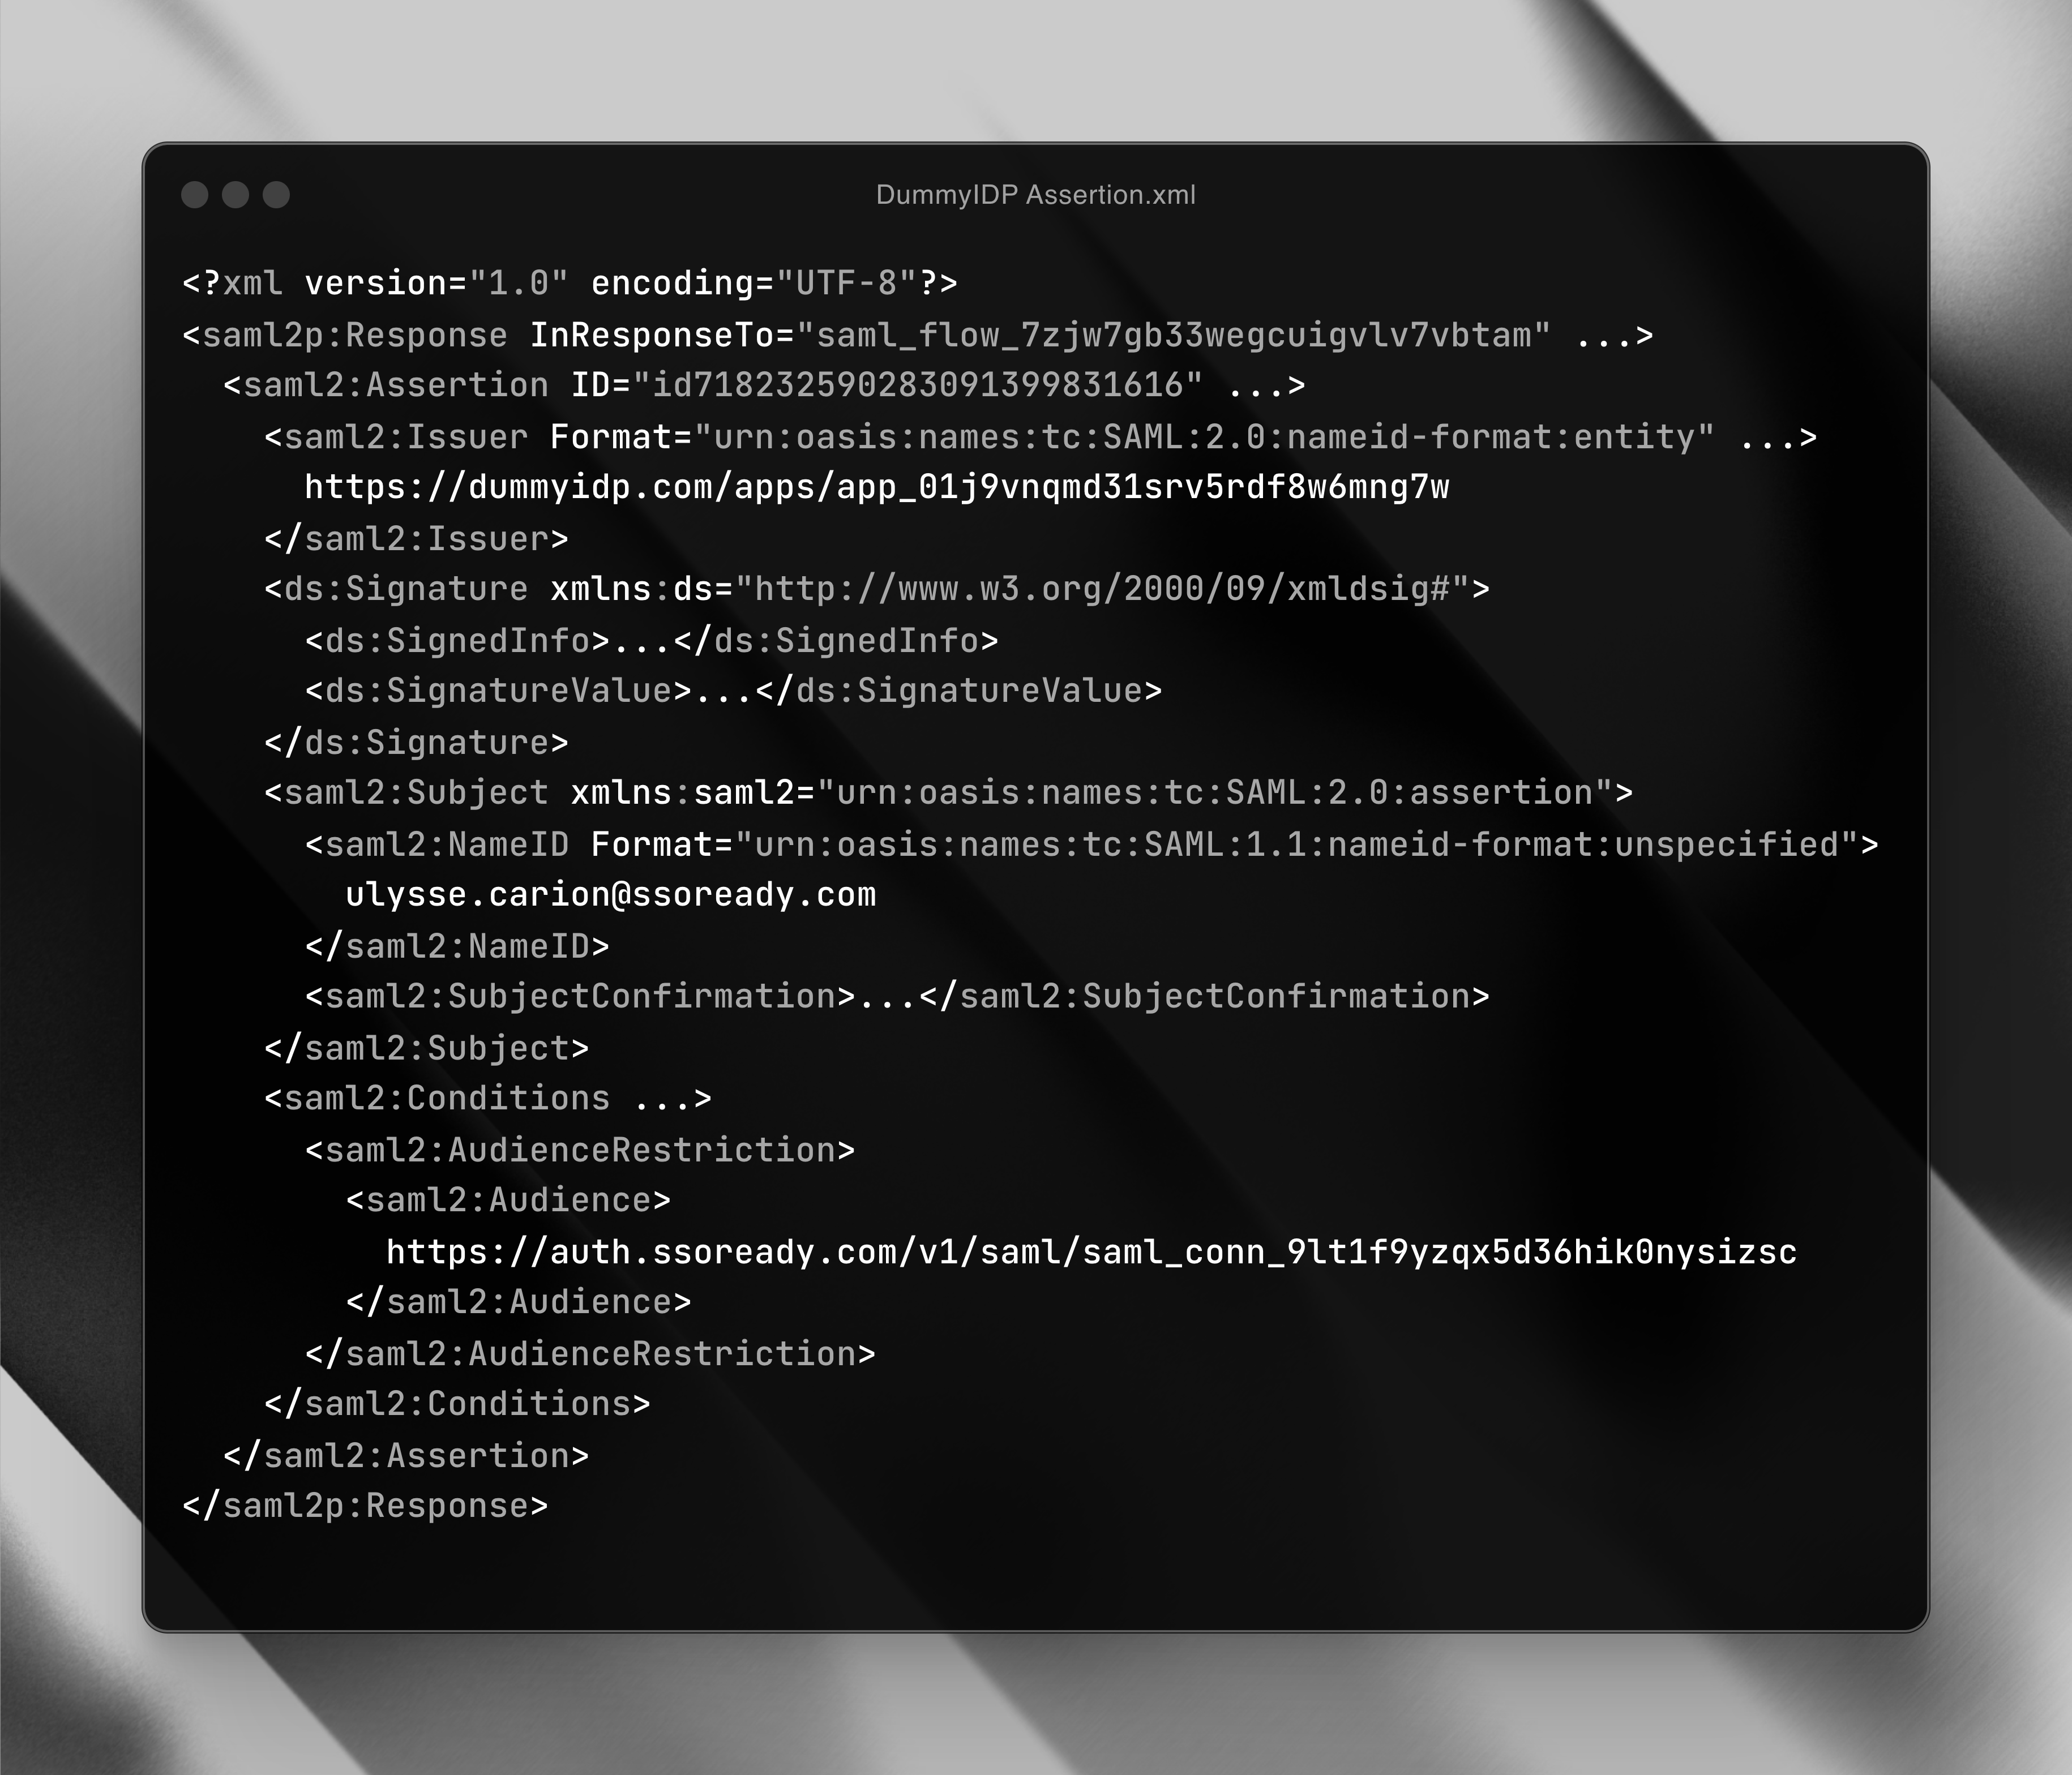 DummyIDP Assertion.xml
<?xml version="1.0" encoding="UTF-8"?>
<saml2p:Response InResponseTo="saml_flow_7zjw7gb33wegcuigvlv7vbtam" ...>
  <saml2:Assertion ID="id718232590283091399831616" ...>
    <saml2:Issuer Format="urn:oasis:names:tc:SAML:2.0:nameid-format:entity" ...>
      https://dummyidp.com/apps/app_01j9vnqmd31srv5rdf8w6mng7w
    </saml2:Issuer>
    <ds:Signature xmlns:ds="http://www.w3.org/2000/09/xmldsig#">
      <ds:SignedInfo>...</ds:SignedInfo>
      <ds:SignatureValue>...</ds:SignatureValue>
    </ds:Signature>
    <saml2:Subject xmlns:saml2="urn:oasis:names:tc:SAML:2.0:assertion">
      <saml2:NameID Format="urn:oasis:names:tc:SAML:1.1:nameid-format:unspecified">
        ulysse.carion@ssoready.com
      </saml2:NameID>
      <saml2:SubjectConfirmation>...</saml2:SubjectConfirmation>
    </saml2:Subject>
    <saml2:Conditions ...>
      <saml2:AudienceRestriction>
        <saml2:Audience>
          https://auth.ssoready.com/v1/saml/saml_conn_9lt1f9yzqx5d36hik0nysizsc
        </saml2:Audience>
      </saml2:AudienceRestriction>
    </saml2:Conditions>
  </saml2:Assertion>
</saml2p:Response>